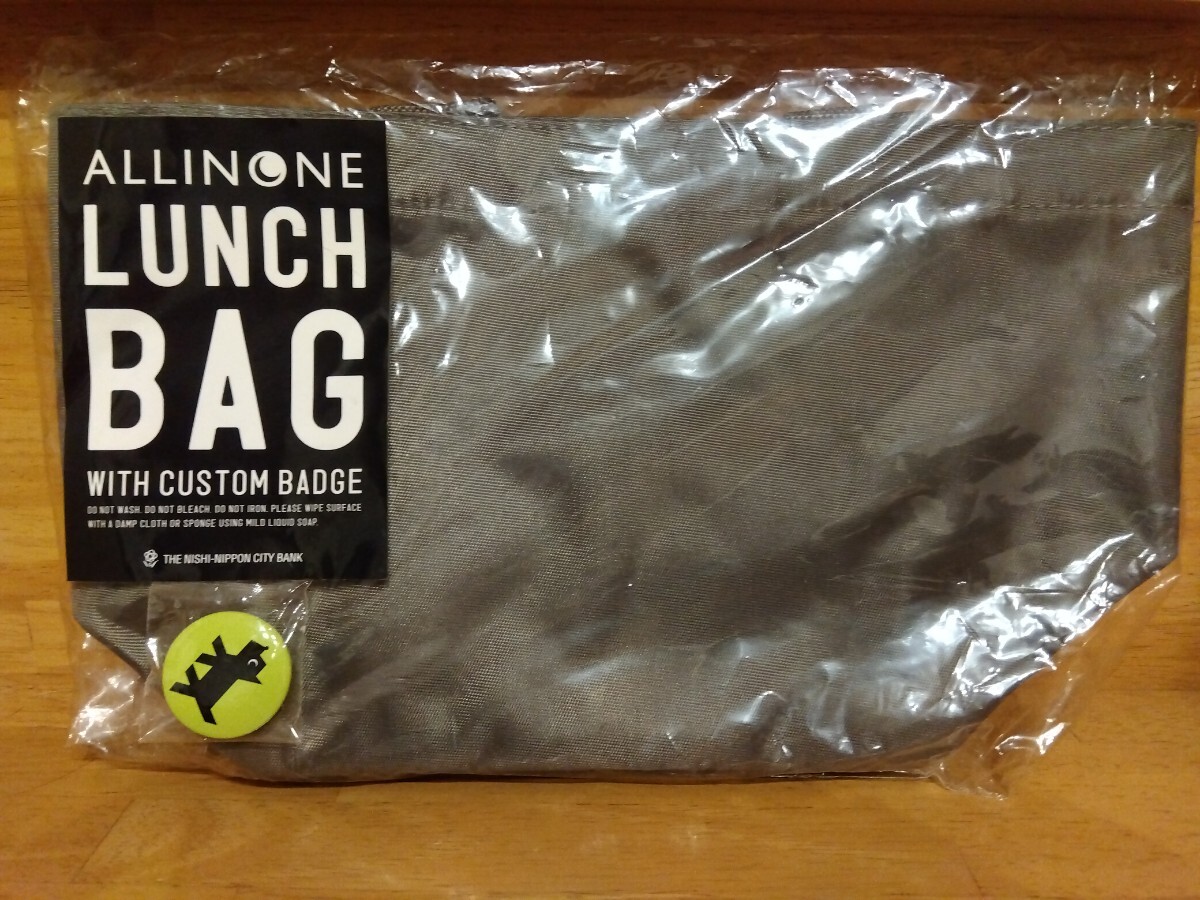 ALLINONE
LUNCH
BAG
WITH CUSTOM BADGE
DO NOT WASH. DO NOT BLEACH. DO NOT IRON. PLEASE WIPE SURFACE
WITH A DAMP CLOTH OR SPONGE USING MILD LIQUID SOAP.
THE NISHI-NIPPON CITY BANK